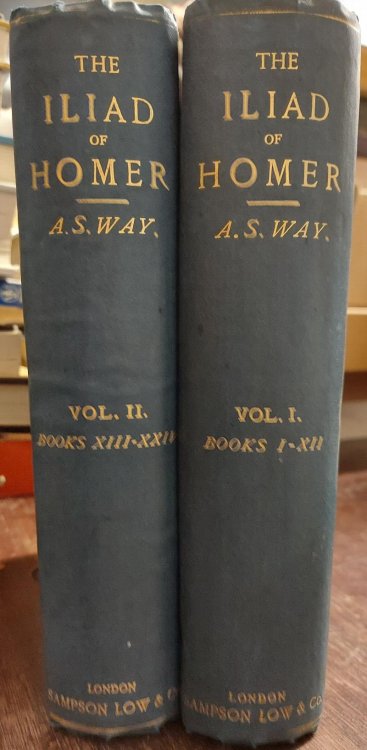 THE
ILIAD
OF
HOMER
A.S. WAY.
VOL. II.
BOOKS XIII-XXIV
LONDON
SAMPSON LOW & Co
THE
ILIAD
OF
HOMER
A.S. WAY.
VOL. I.
BOOKS I-XII
LONDON
SAMPSON LOW & Co.